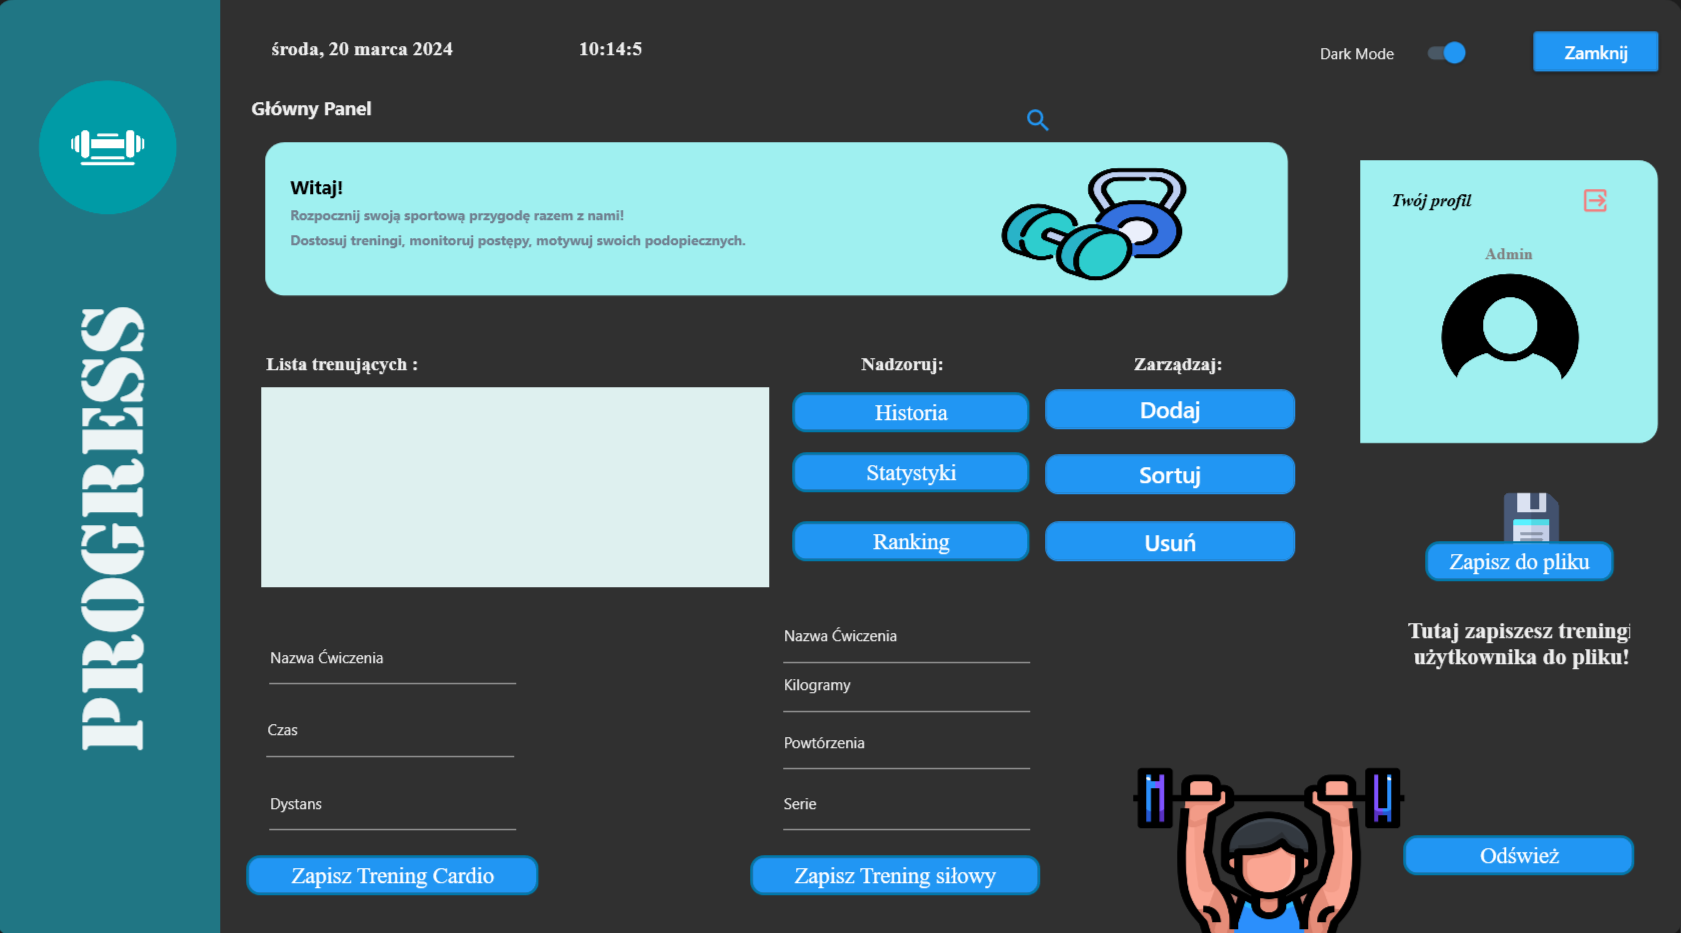 środa, 20 marca 2024
10:14:5
Dark Mode
Zamknij
Główny Panel
Witaj!
Rozpocznij swoją sportową przygodę razem z nami!
Dostosuj treningi, monitoruj postępy, motywuj swoich podopiecznych.
Twój profil
Admin
PROGRESS
Lista trenujących :
Nadzoruj:
Zarządzaj:
Historia
Dodaj
Statystyki
Sortuj
Ranking
Usuń
Zapisz do pliku
Tutaj zapiszesz treningi
użytkownika do pliku!
Nazwa Ćwiczenia
Czas
Dystans
Zapisz Trening Cardio
Nazwa Ćwiczenia
Kilogramy
Powtórzenia
Serie
Zapisz Trening siłowy
Odśwież